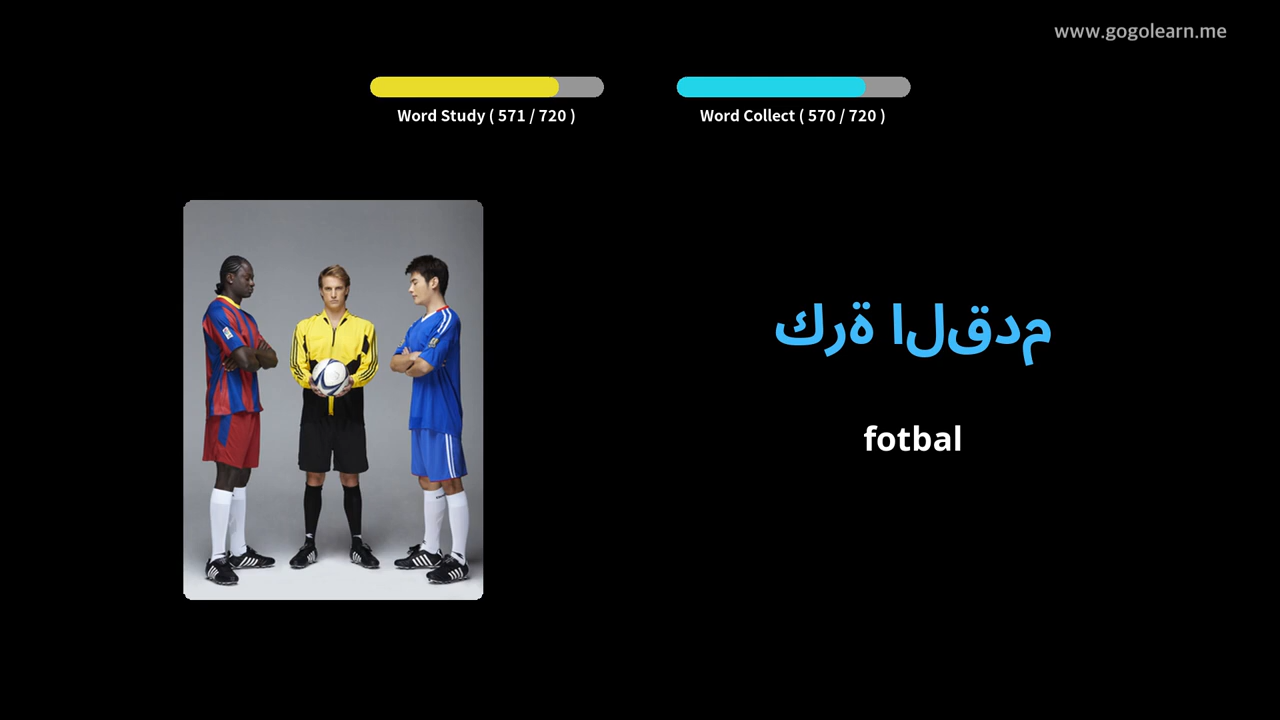 www.gogolearn.me
Word Study ( 571 / 720 )
Word Collect ( 570 / 720 )
كرة القدم
fotbal